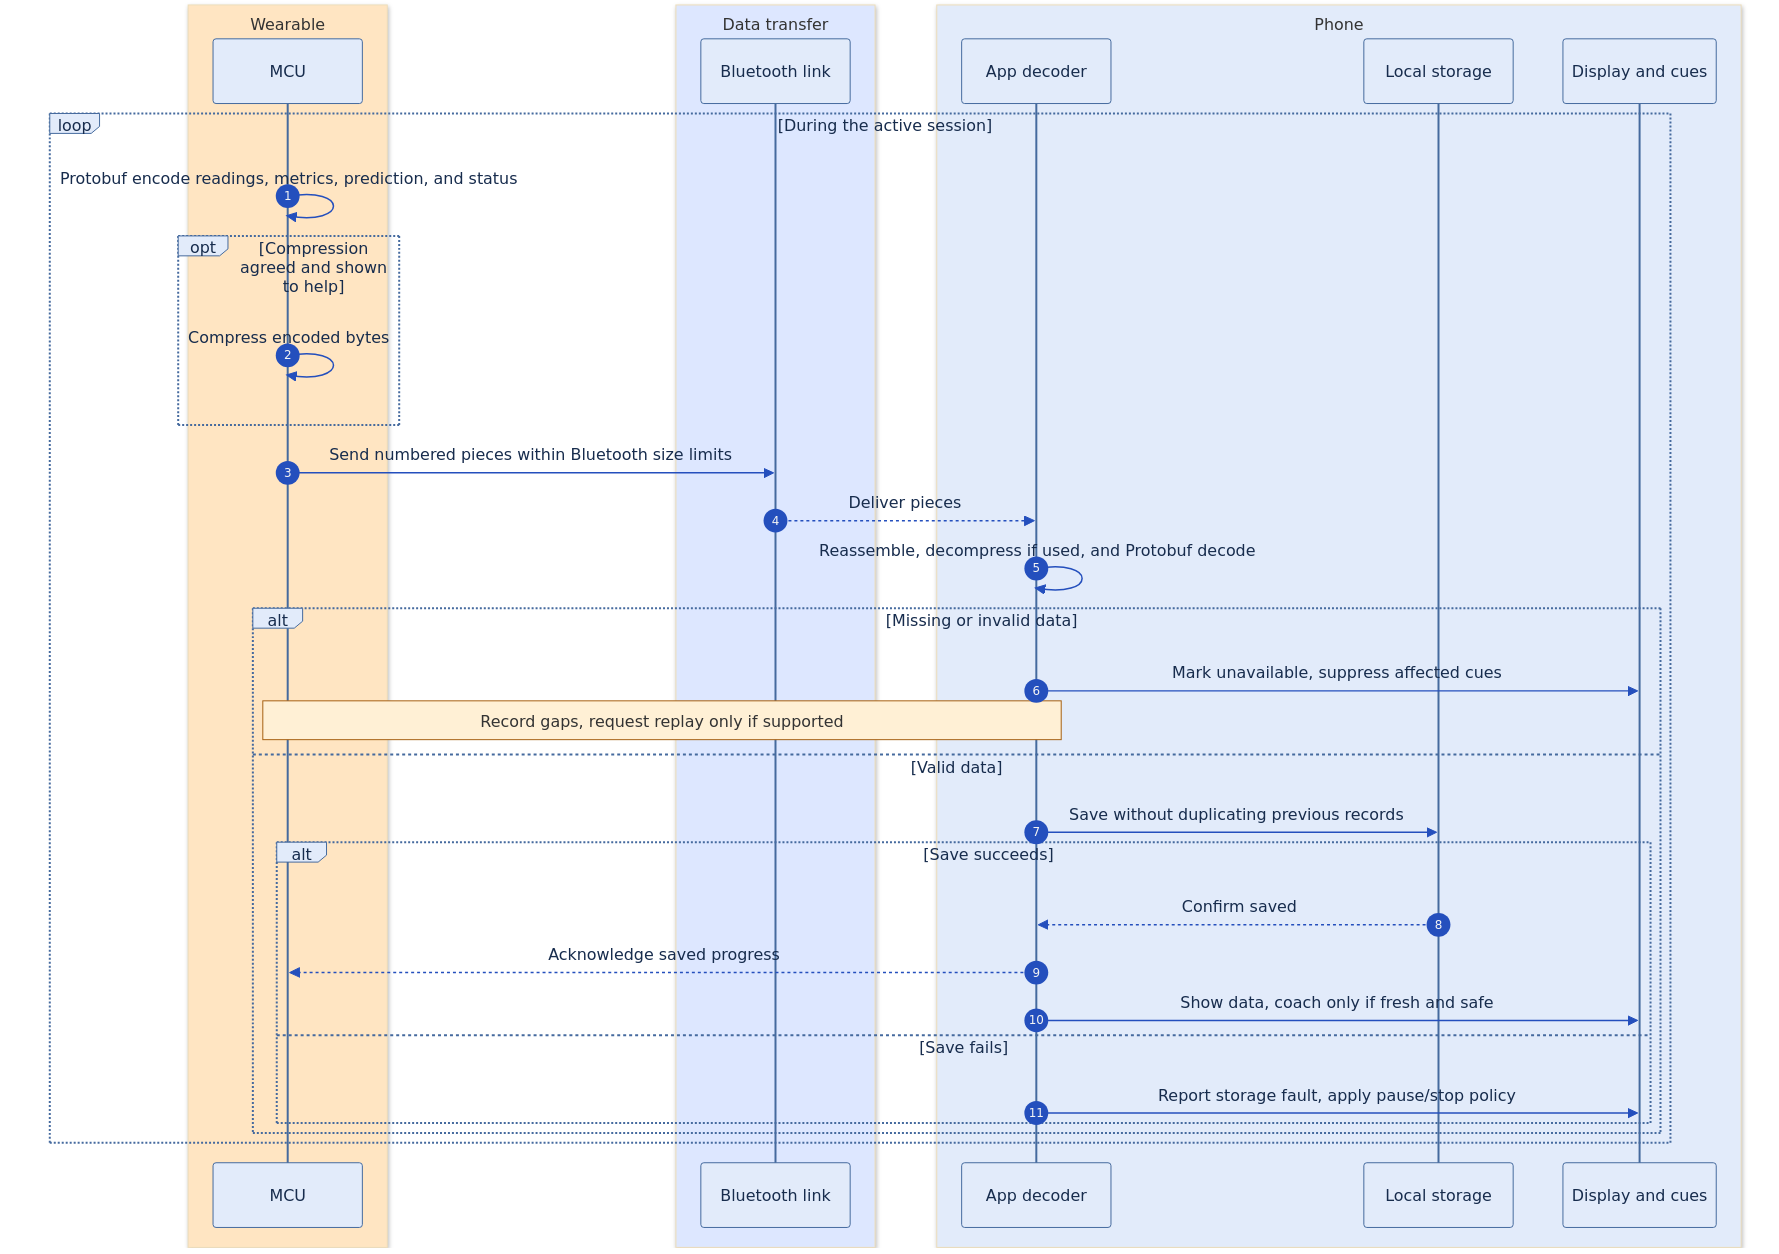 Wearable
Data transfer
Phone
MCU
Bluetooth link
App decoder
Local storage
Display and cues
loop
[During the active session]
Protobuf encode readings, metrics, prediction, and status
1
opt
[Compression
agreed and shown
to help]
Compress encoded bytes
2
Send numbered pieces within Bluetooth size limits
3
Deliver pieces
4
Reassemble, decompress if used, and Protobuf decode
5
alt
[Missing or invalid data]
Mark unavailable, suppress affected cues
6
Record gaps, request replay only if supported
[Valid data]
Save without duplicating previous records
7
alt
[Save succeeds]
Confirm saved
8
Acknowledge saved progress
9
Show data, coach only if fresh and safe
10
[Save fails]
Report storage fault, apply pause/stop policy
11
MCU
Bluetooth link
App decoder
Local storage
Display and cues